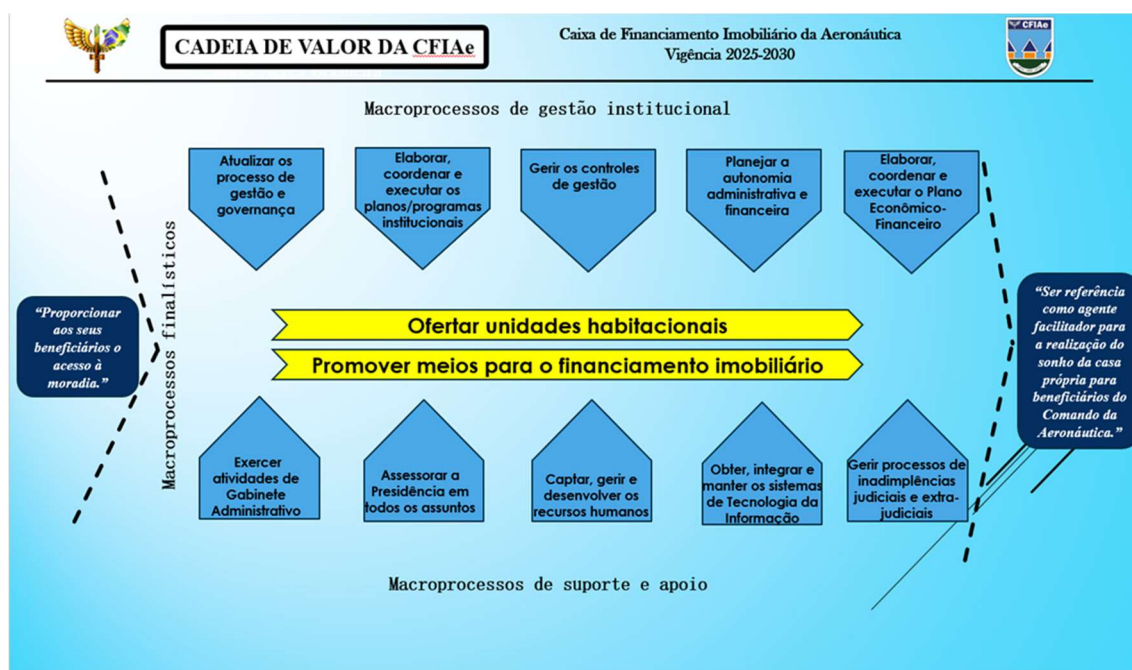 CADEIA DE VALOR DA CFIAe
Caixa de Financiamento Imobiliário da Aeronáutica
Vigência 2025-2030
CFIAe
Macroprocessos de gestão institucional
Atualizar os
processo de
gestão e
governança
Elaborar,
coordenar e
executar os
planos/programas
institucionais
Gerir os controles
de gestão
Planejar a
autonomia
administrativa e
financeira
Elaborar,
coordenar e
executar o Plano
Econômico-
Financeiro
Macroprocessos finalísticos
“Proporcionar
aos seus
beneficiários o
acesso à
moradia.”
Ofertar unidades habitacionais
Promover meios para o financiamento imobiliário
“Ser referência
como agente
facilitador para
a realização do
sonho da casa
própria para
beneficiários do
Comando da
Aeronáutica.”
Exercer
atividades de
Gabinete
Administrativo
Assessorar a
Presidência em
todos os assuntos
Captar, gerir e
desenvolver os
recursos humanos
Obter, integrar e
manter os sistemas
de Tecnologia da
Informação
Gerir processos de
inadimplências
judiciais e extra-
judiciais
Macroprocessos de suporte e apoio